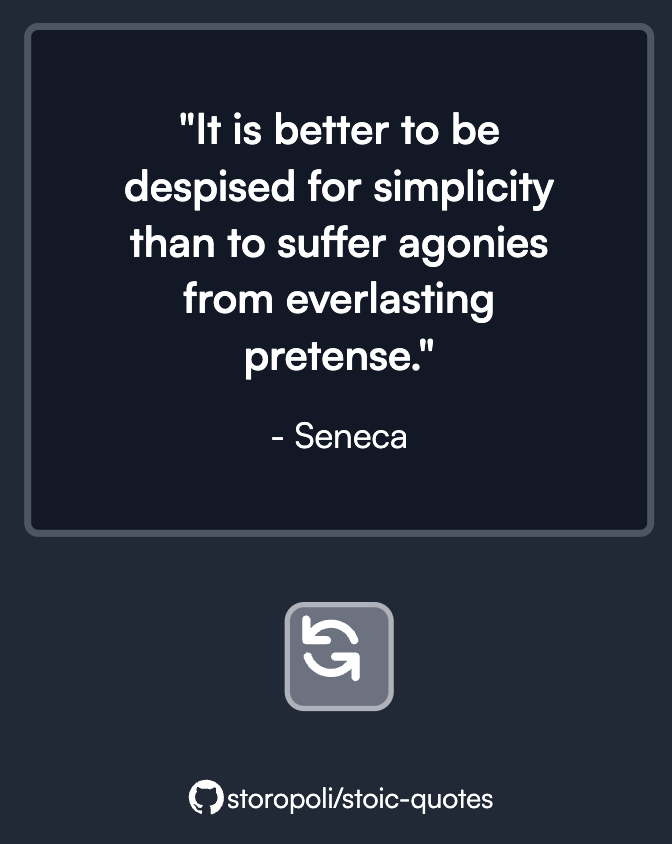 "It is better to be
despised for simplicity
than to suffer agonies
from everlasting
pretense."
- Seneca
storopoli/stoic-quotes